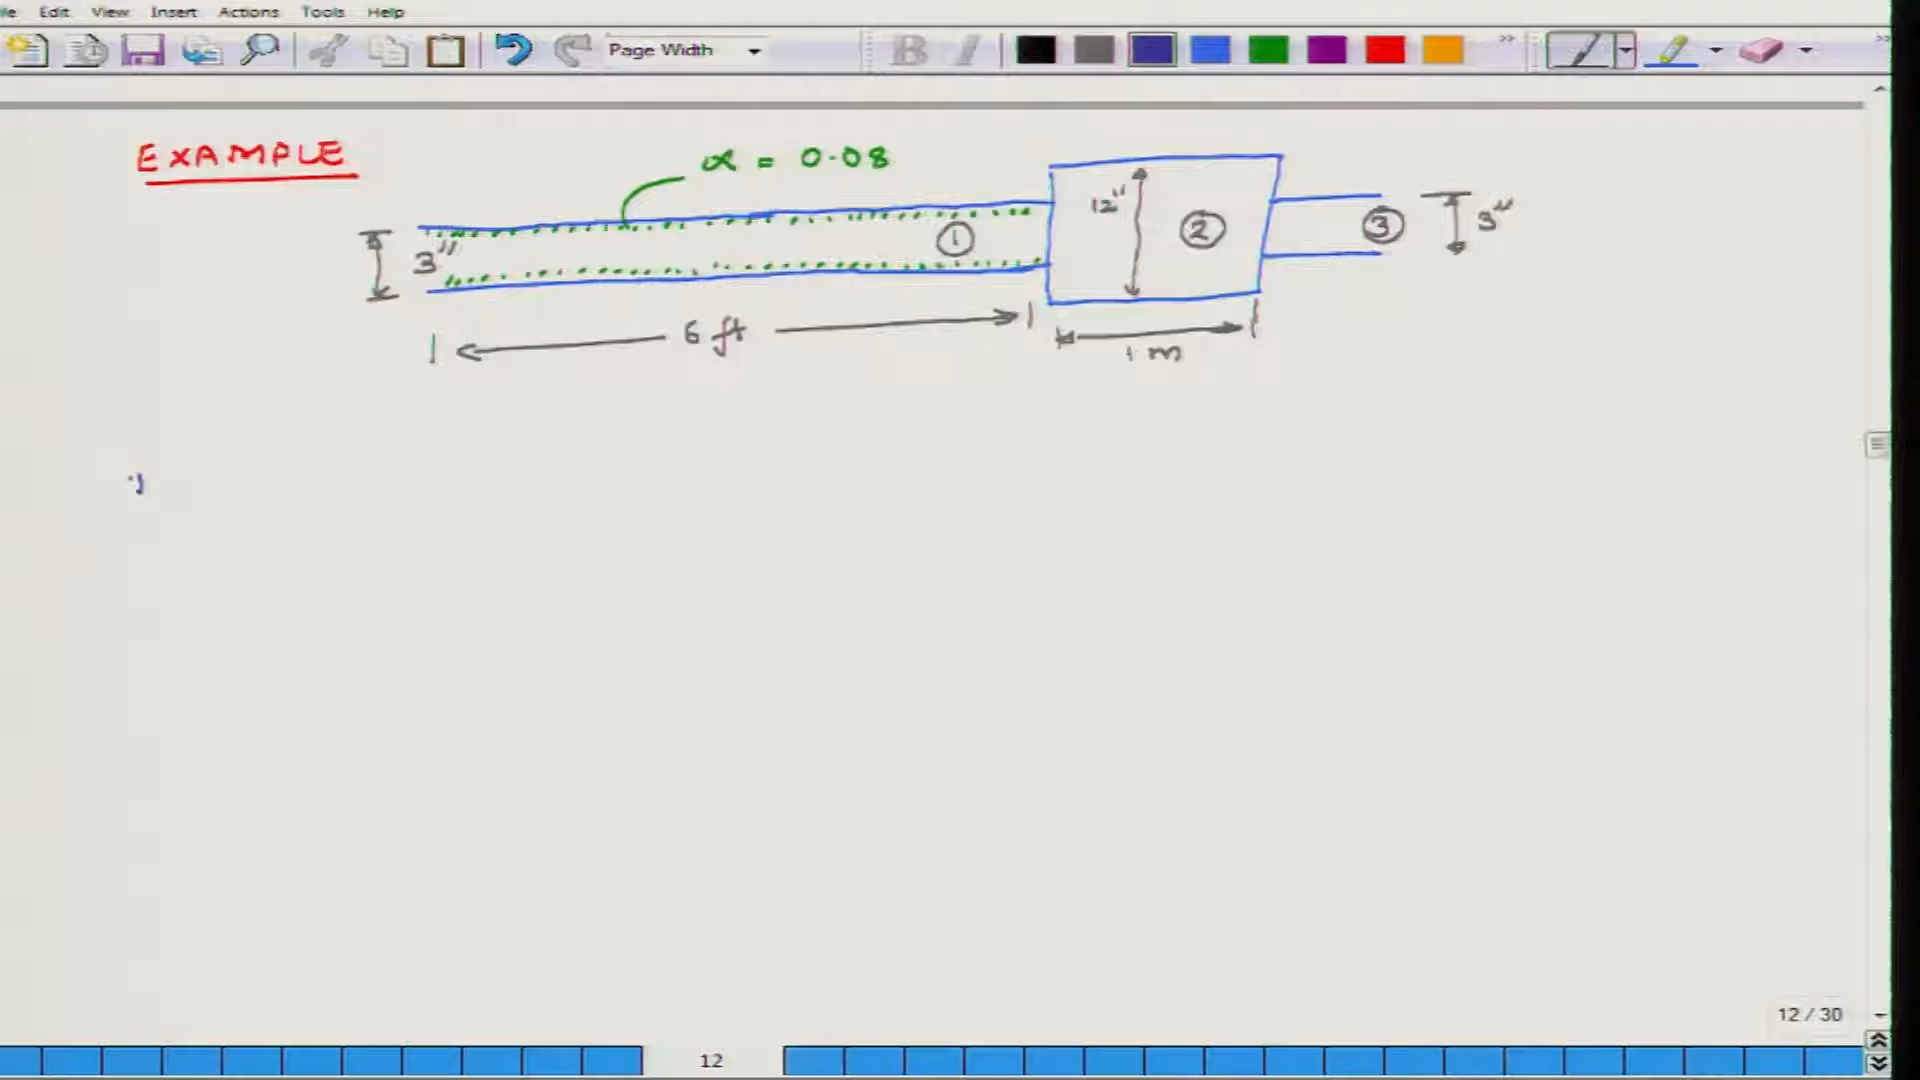 Edit View Insert Actions Tools Help
Page Width
B I
EXAMPLE
α = 0.08
3"
1
12"
2
3
3"
6 ft
1 m
12 / 30
12